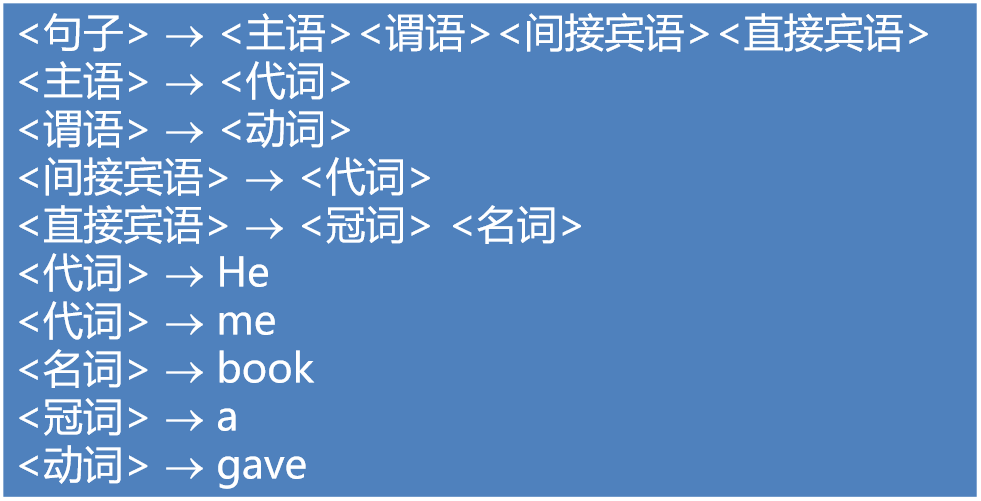 <句子> → <主语><谓语><间接宾语><直接宾语>
<主语> → <代词>
<谓语> → <动词>
<间接宾语> → <代词>
<直接宾语> → <冠词> <名词>
<代词> → He
<代词> → me
<名词> → book
<冠词> → a
<动词> → gave